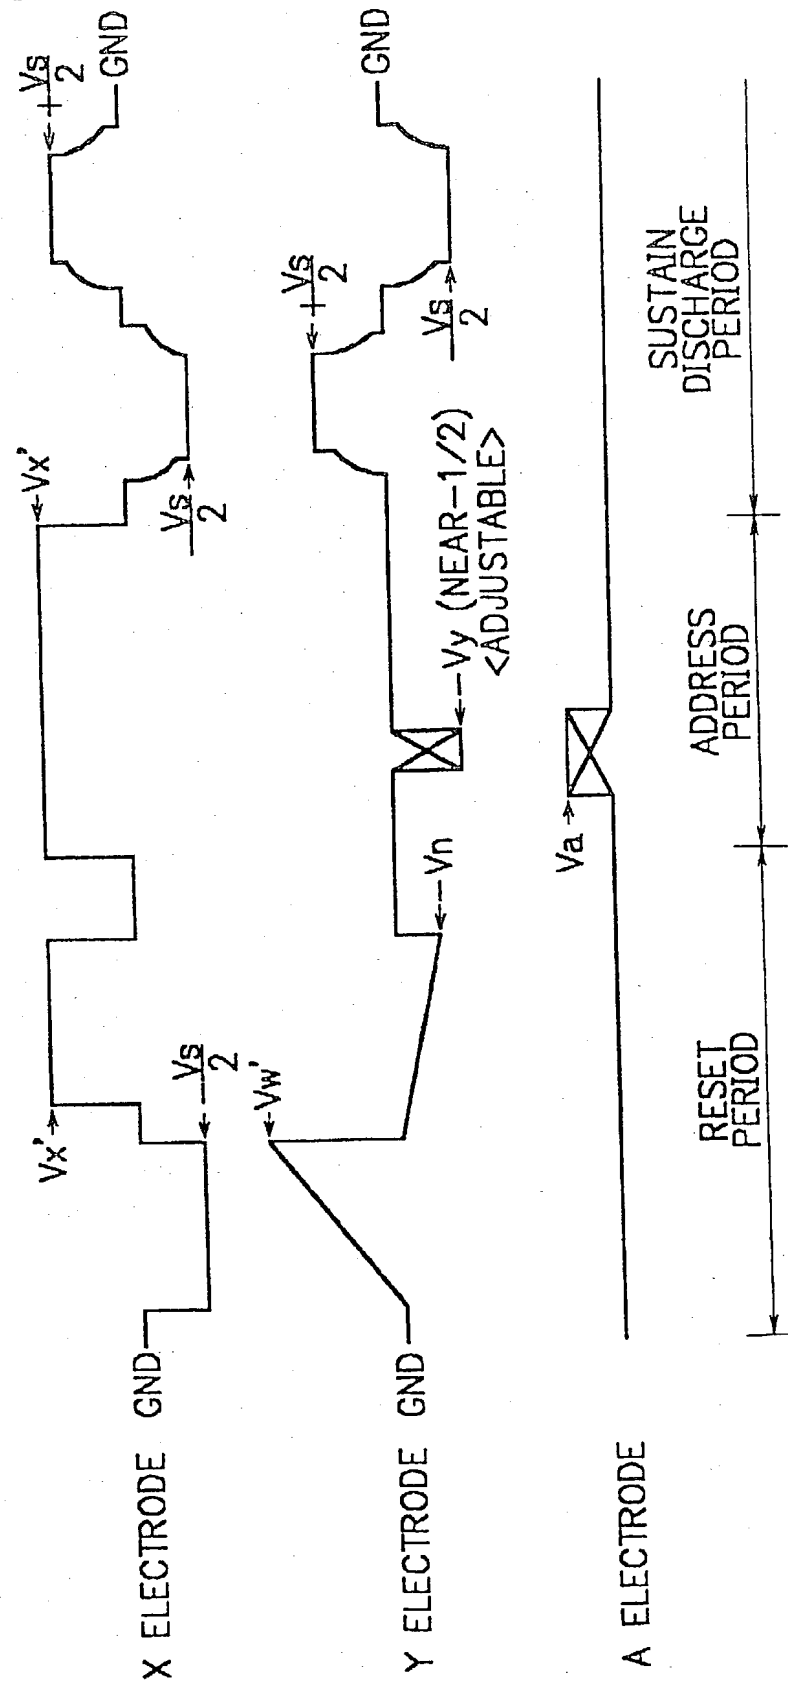 +Vs/2
Vx'
Vx'
GND
X ELECTRODE GND
-Vs/2
-Vs/2
Vw'
+Vs/2
GND
Y ELECTRODE GND
Vn
-Vs/2
Vy (NEAR-1/2)
<ADJUSTABLE>
Va
A ELECTRODE
RESET
PERIOD
ADDRESS
PERIOD
SUSTAIN
DISCHARGE
PERIOD